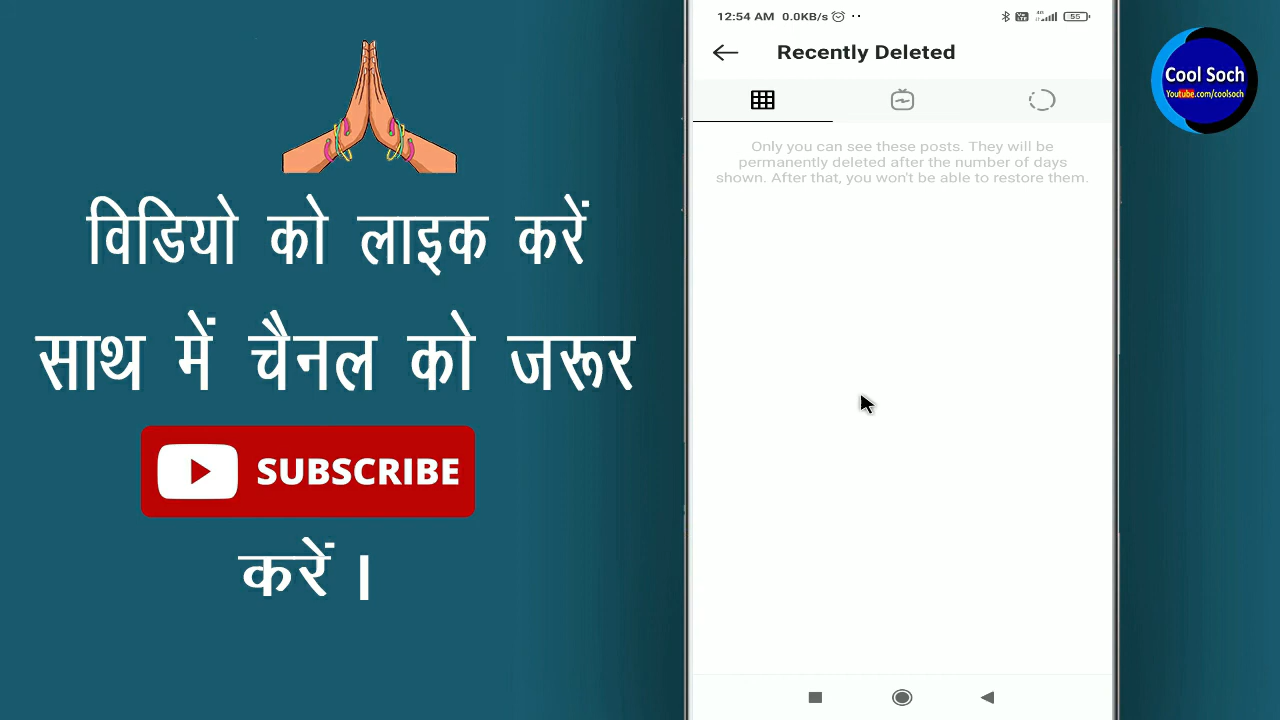 विडियो को लाइक करें
साथ में चैनल को जरूर
SUBSCRIBE
करें।
12:54 AM 0.0KB/s
55
Recently Deleted
Only you can see these posts. They will be
permanently deleted after the number of days
shown. After that, you won't be able to restore them.
Cool Soch
Youtube.com/coolsoch